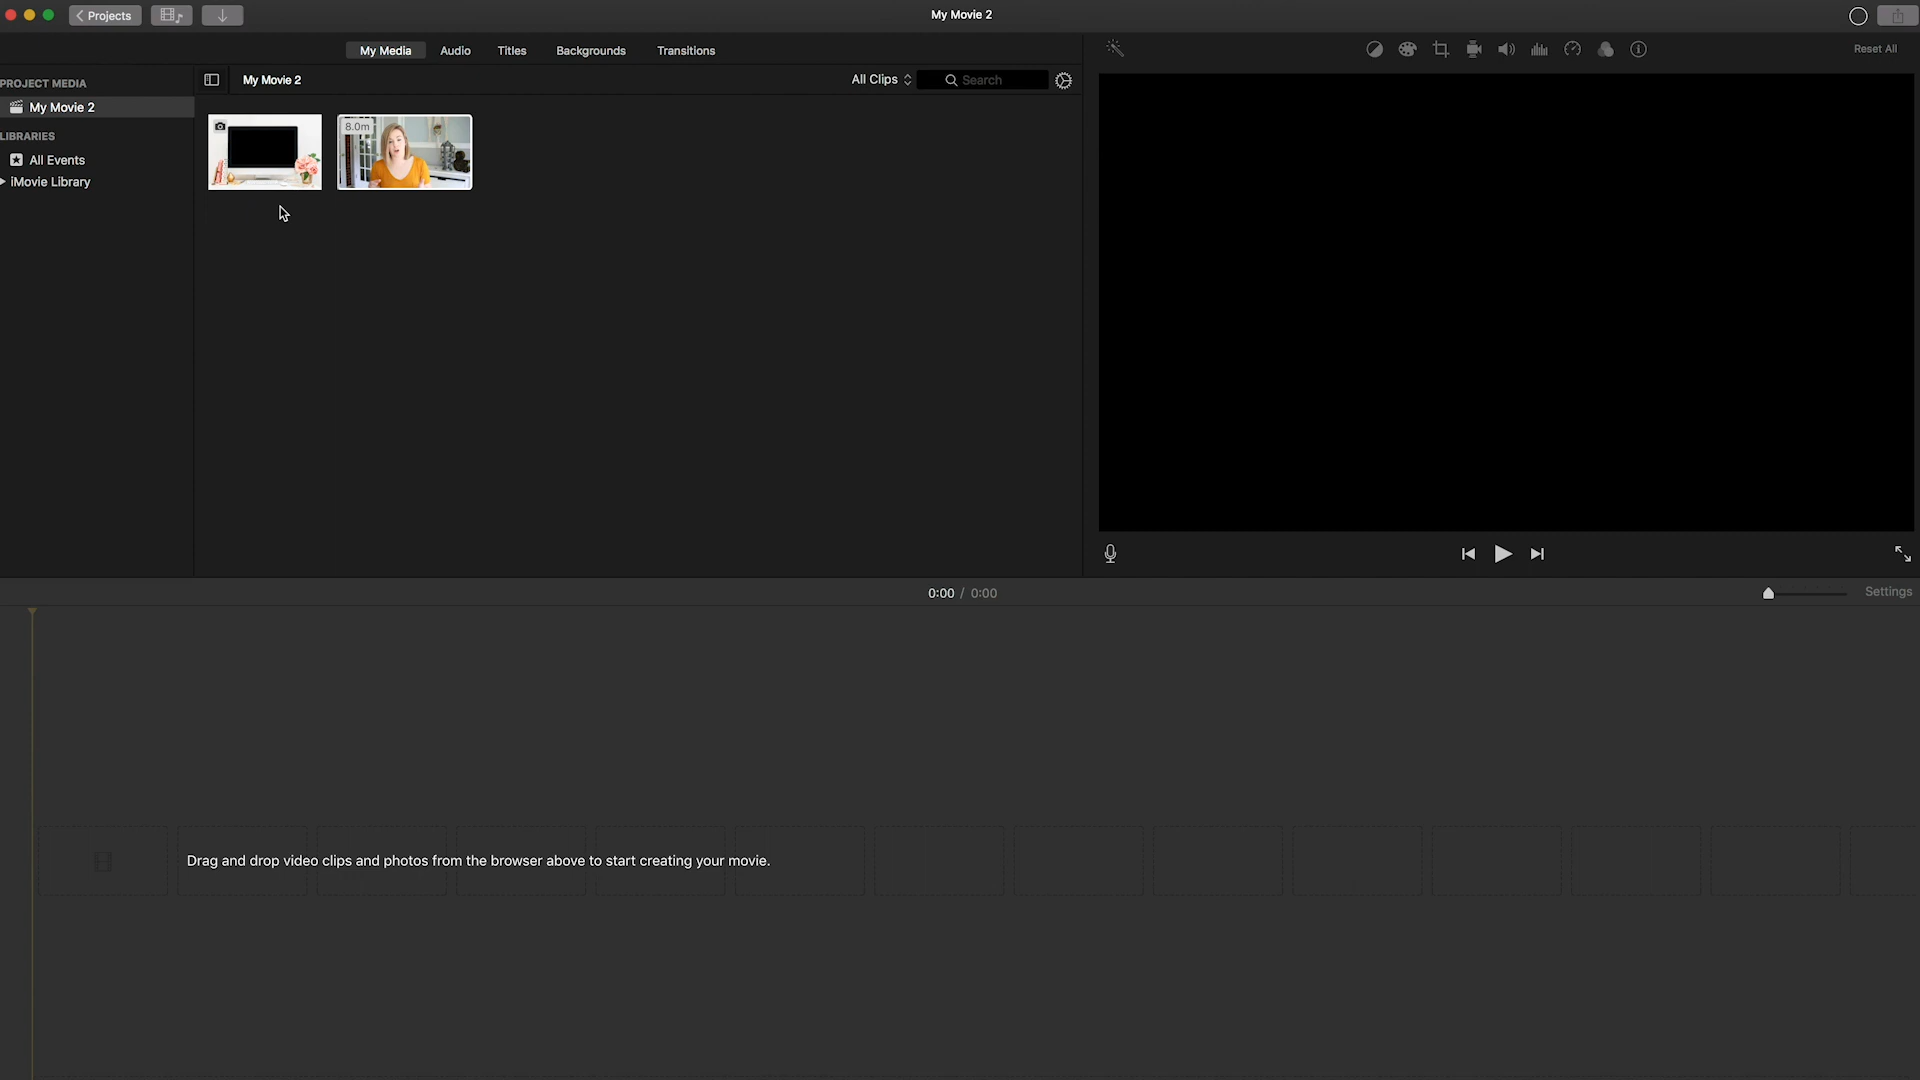 Projects
My Movie 2
My Media
Audio
Titles
Backgrounds
Transitions
Reset All
PROJECT MEDIA
My Movie 2
LIBRARIES
All Events
iMovie Library
My Movie 2
All Clips
Search
8.0m
0:00 / 0:00
Settings
Drag and drop video clips and photos from the browser above to start creating your movie.